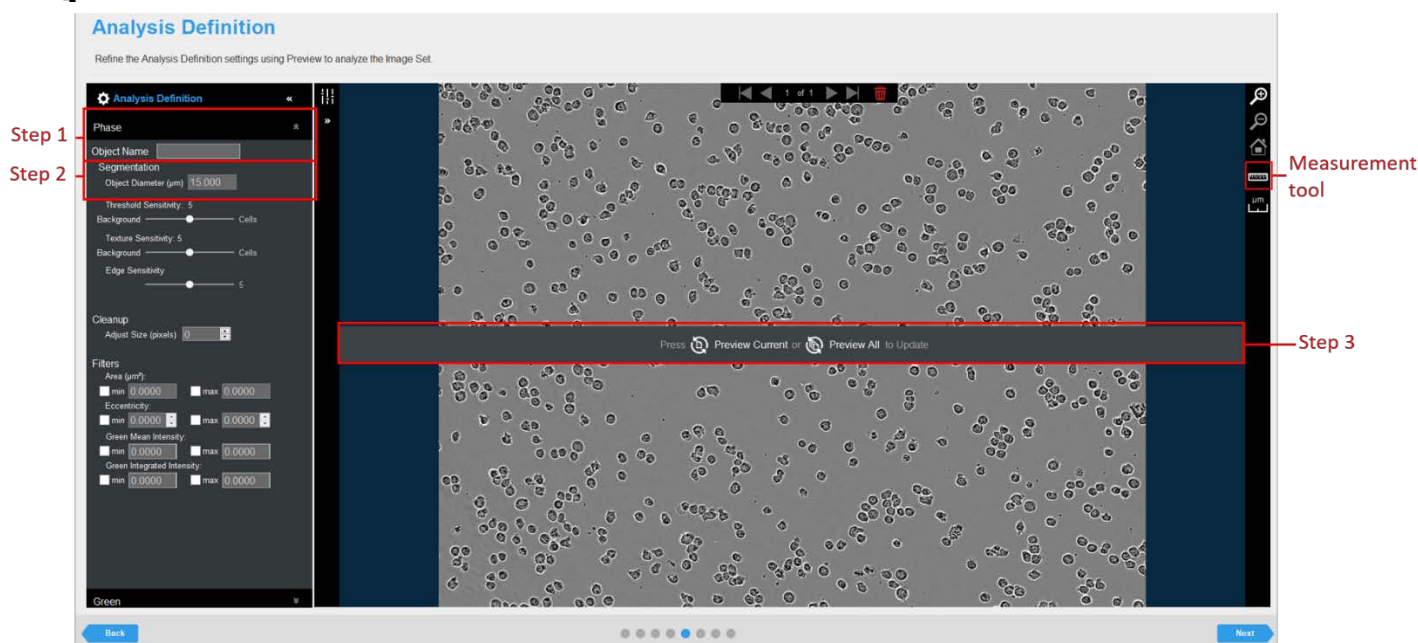 Analysis Definition
Refine the Analysis Definition settings using Preview to analyze the Image Set.
Analysis Definition «
1 of 1
Step 1
Phase
»
Object Name
Step 2
Segmentation
Object Diameter (µm) 15.000
Measurement
tool
µm
Threshold Sensitivity: 5
Background Cells
Texture Sensitivity: 5
Background Cells
Edge Sensitivity
5
Cleanup
Adjust Size (pixels) 0
Press Preview Current or Preview All to Update
Step 3
Filters
Area (µm²):
min 0.0000 max 0.0000
Eccentricity:
min 0.0000 max 0.0000
Green Mean Intensity:
min 0.0000 max 0.0000
Green Integrated Intensity:
min 0.0000 max 0.0000
Green
Back
Next